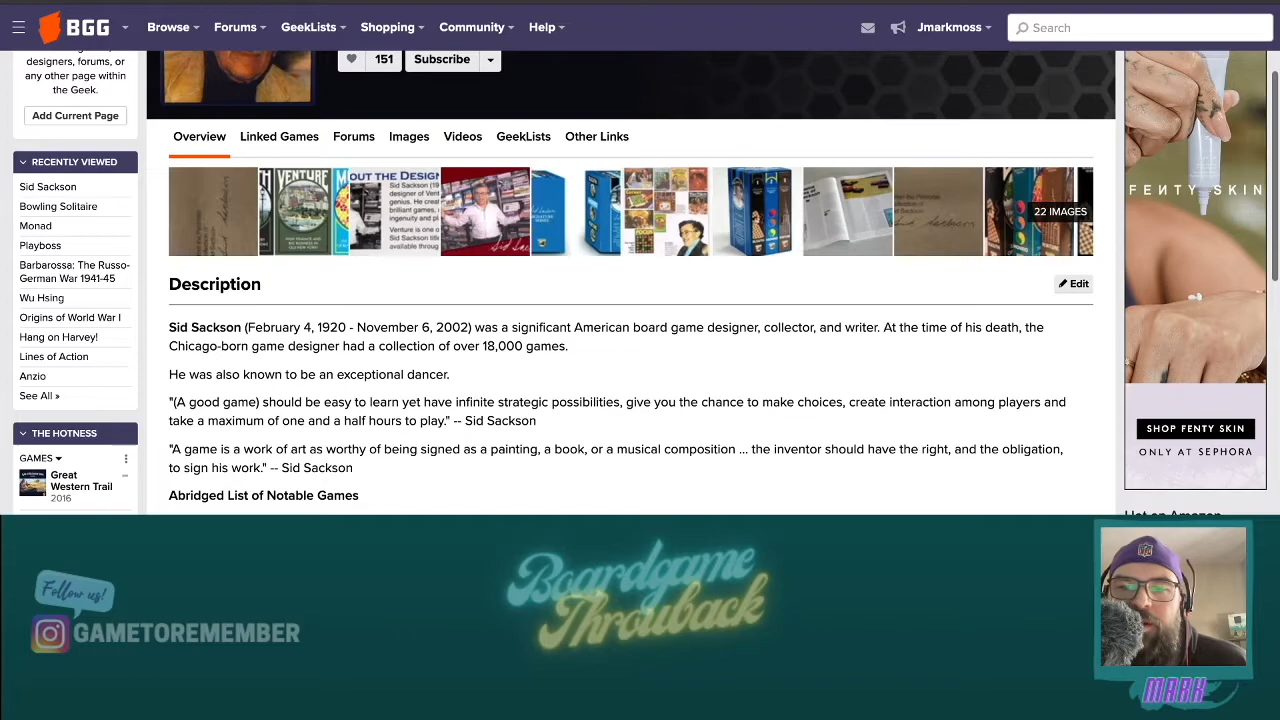 BGG
Browse
Forums
GeekLists
Shopping
Community
Help
Jmarkmoss
Search
designers, forums, or
any other page within
the Geek.
Add Current Page
RECENTLY VIEWED
Sid Sackson
Bowling Solitaire
Monad
Playboss
Barbarossa: The Russo-
German War 1941-45
Wu Hsing
Origins of World War I
Hang on Harvey!
Lines of Action
Anzio
See All »
THE HOTNESS
GAMES
Great
Western Trail
2016
151
Subscribe
Overview
Linked Games
Forums
Images
Videos
GeekLists
Other Links
VENTURE
OUT THE DESIGN
22 IMAGES
Description
Edit
Sid Sackson (February 4, 1920 - November 6, 2002) was a significant American board game designer, collector, and writer. At the time of his death, the
Chicago-born game designer had a collection of over 18,000 games.
He was also known to be an exceptional dancer.
"(A good game) should be easy to learn yet have infinite strategic possibilities, give you the chance to make choices, create interaction among players and
take a maximum of one and a half hours to play." -- Sid Sackson
"A game is a work of art as worthy of being signed as a painting, a book, or a musical composition ... the inventor should have the right, and the obligation,
to sign his work." -- Sid Sackson
Abridged List of Notable Games
FENTY SKIN
SHOP FENTY SKIN
ONLY AT SEPHORA
Hot on Amazon
Follow us!
GAMETOREMEMBER
Boardgame
Throwback
NFL
MARK